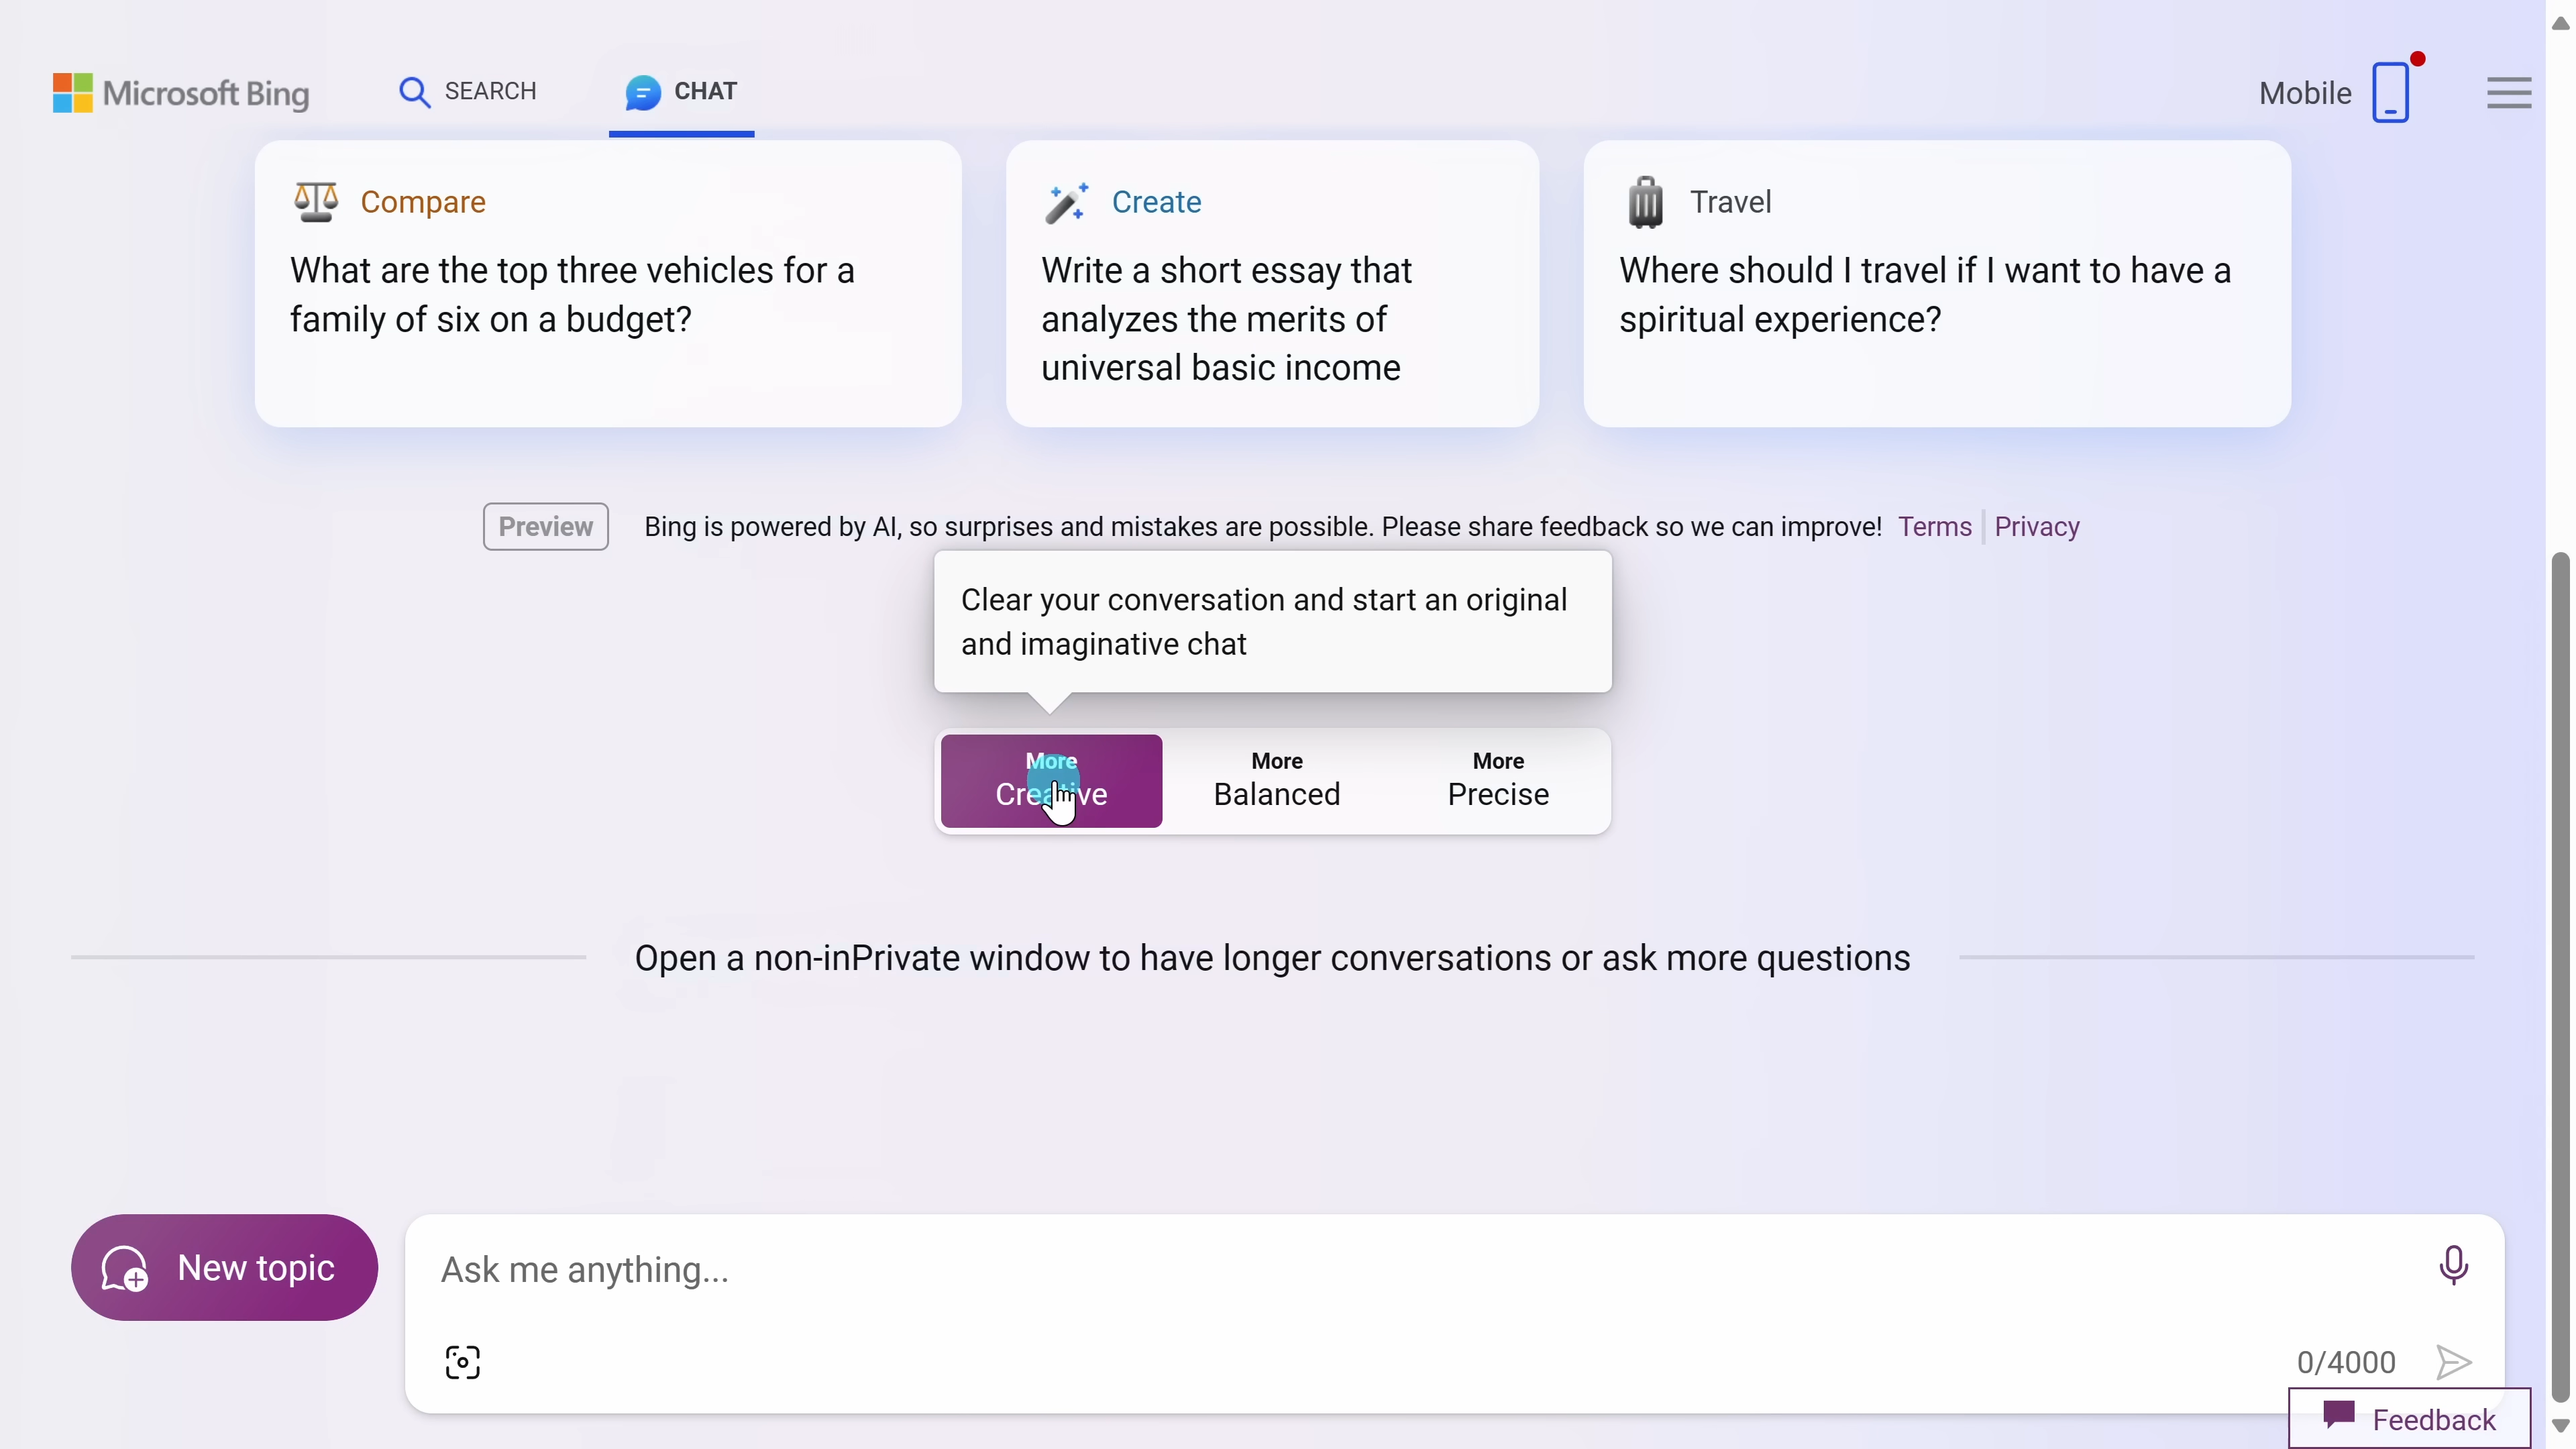 Microsoft Bing
SEARCH
CHAT
Mobile
Compare
What are the top three vehicles for a
family of six on a budget?
Create
Write a short essay that
analyzes the merits of
universal basic income
Travel
Where should I travel if I want to have a
spiritual experience?
Preview
Bing is powered by AI, so surprises and mistakes are possible. Please share feedback so we can improve! Terms Privacy
Clear your conversation and start an original
and imaginative chat
More
Creative
More
Balanced
More
Precise
Open a non-inPrivate window to have longer conversations or ask more questions
New topic
Ask me anything...
0/4000
Feedback